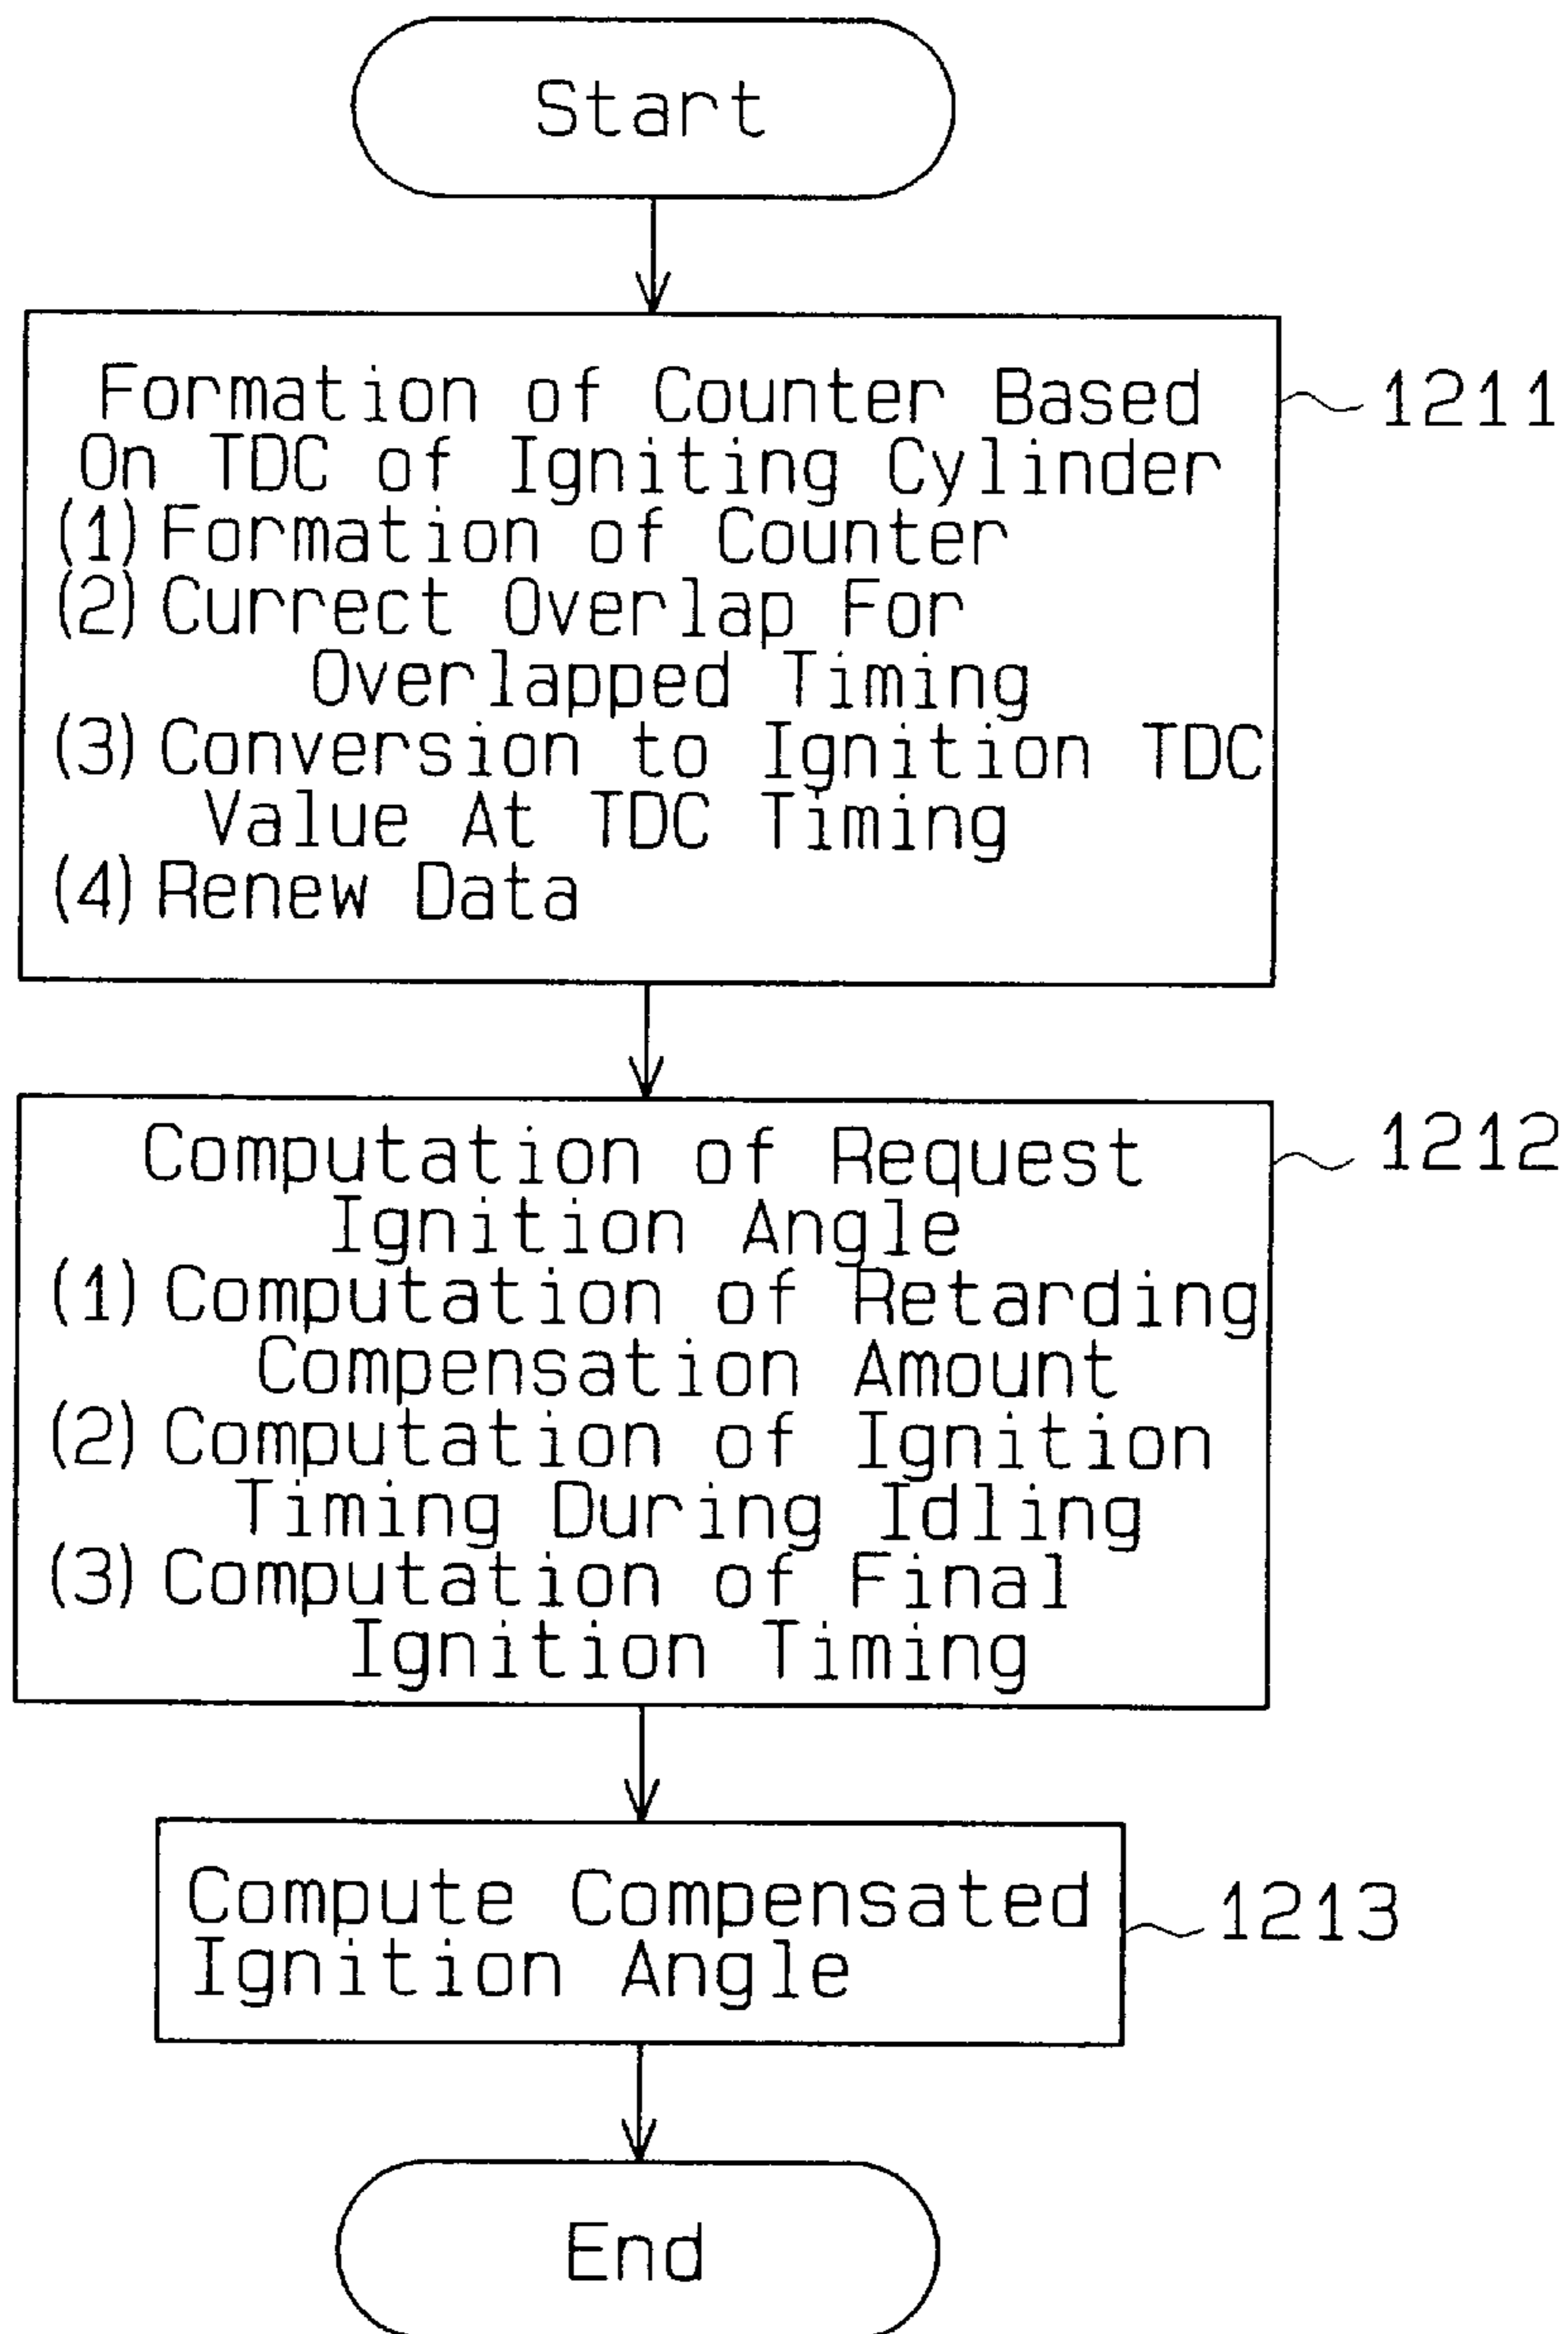 Start
Formation of Counter Based
On TDC of Igniting Cylinder
(1) Formation of Counter
(2) Currect Overlap For
Overlapped Timing
(3) Conversion to Ignition TDC
Value At TDC Timing
(4) Renew Data
1211
Computation of Request
Ignition Angle
(1) Computation of Retarding
Compensation Amount
(2) Computation of Ignition
Timing During Idling
(3) Computation of Final
Ignition Timing
1212
Compute Compensated
Ignition Angle
1213
End